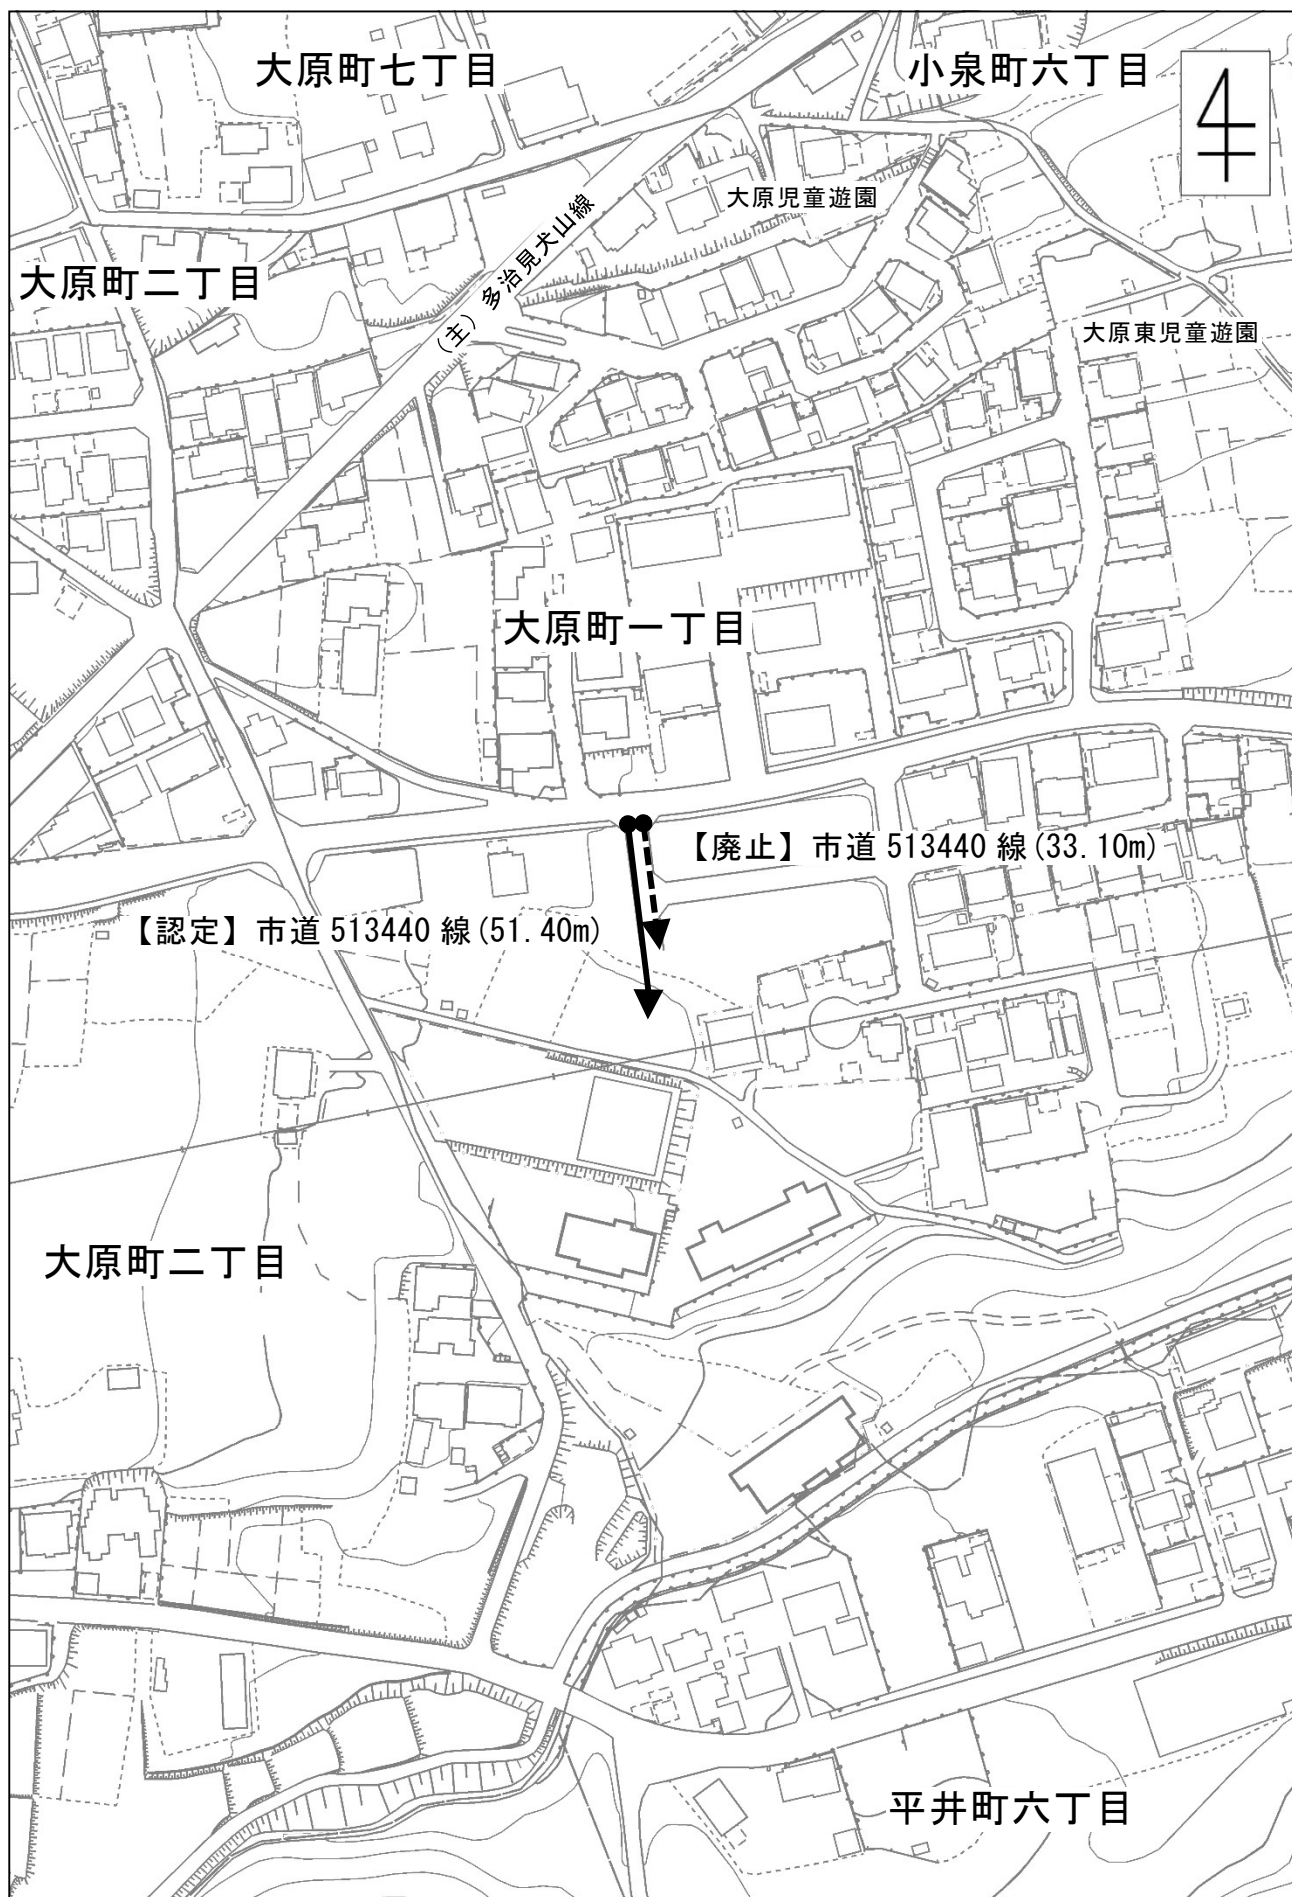 大原町七丁目
小泉町六丁目
大原児童遊園
(主) 多治見犬山線
大原町二丁目
大原東児童遊園
大原町一丁目
【廃止】市道 513440 線(33.10m)
【認定】市道 513440 線(51.40m)
大原町二丁目
平井町六丁目